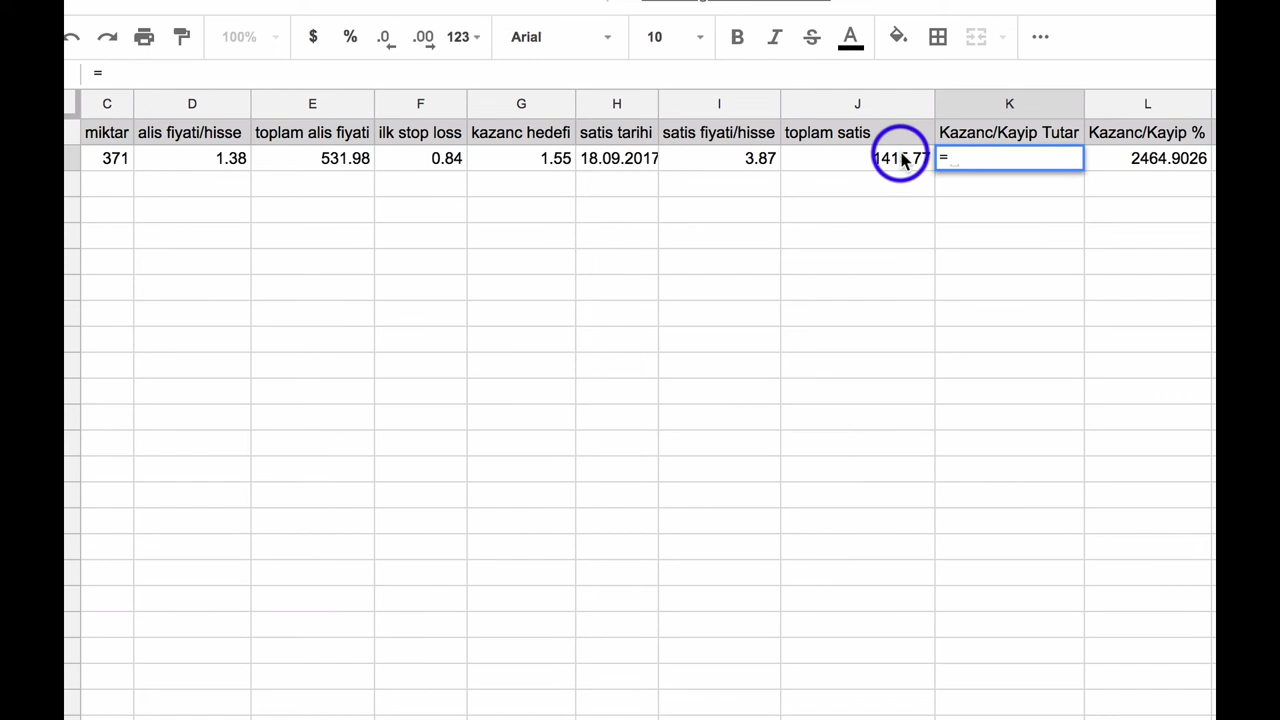 100% $ % .0 .00 123 Arial 10 B I S A
=
C D E F G H I J K L
miktar alis fiyati/hisse toplam alis fiyati ilk stop loss kazanc hedefi satis tarihi satis fiyati/hisse toplam satis Kazanc/Kayip Tutar Kazanc/Kayip %
371 1.38 531.98 0.84 1.55 18.09.2017 3.87 = 2464.9026